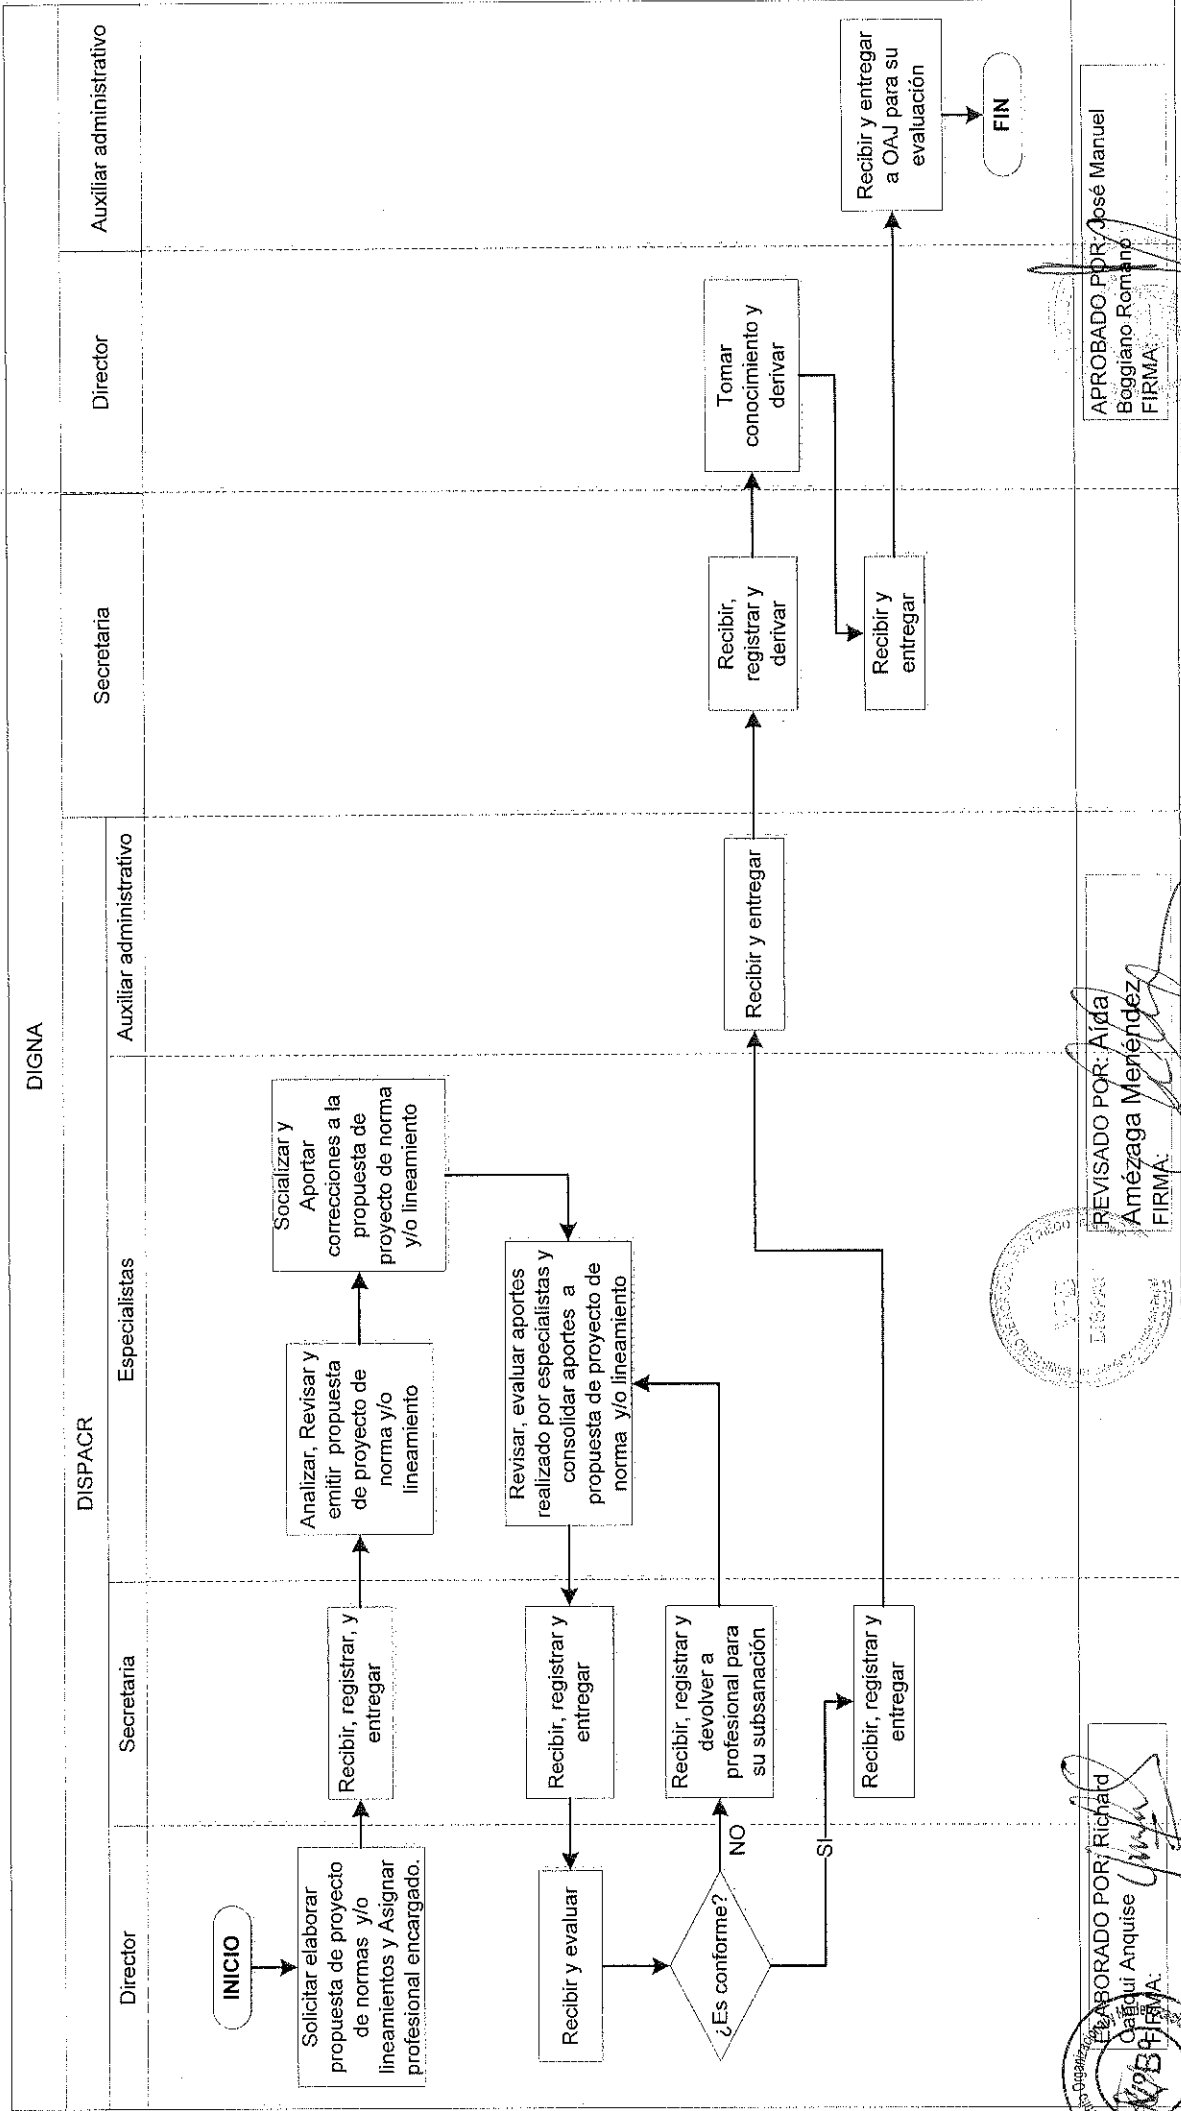 DIGNA
DISPACR
Director
Secretaria
Especialistas
Auxiliar administrativo
Secretaria
Director
Auxiliar administrativo
INICIO
Solicitar elaborar
propuesta de proyecto
de normas y/o
lineamientos y Asignar
profesional encargado.
Recibir, registrar, y
entregar
Analizar, Revisar y
emitir propuesta
de proyecto de
norma y/o
lineamiento
Socializar y
Aportar
correcciones a la
propuesta de
proyecto de norma
y/o lineamiento
Revisar, evaluar aportes
realizado por especialistas y
consolidar aportes a
propuesta de proyecto de
norma y/o lineamiento
Recibir, registrar y
entregar
Recibir y evaluar
¿Es conforme?
NO
Recibir, registrar y
devolver a
profesional para
su subsanación
SI
Recibir, registrar y
entregar
Recibir y entregar
Recibir,
registrar y
derivar
Tomar
conocimiento y
derivar
Recibir y
entregar
Recibir y entregar
a OAJ para su
evaluación
FIN
ELABORADO POR: Richard
Anquise
FIRMA:
REVISADO POR: Aída
Amézaga Menéndez
FIRMA:
APROBADO POR: José Manuel
Boggiano Romano
FIRMA: